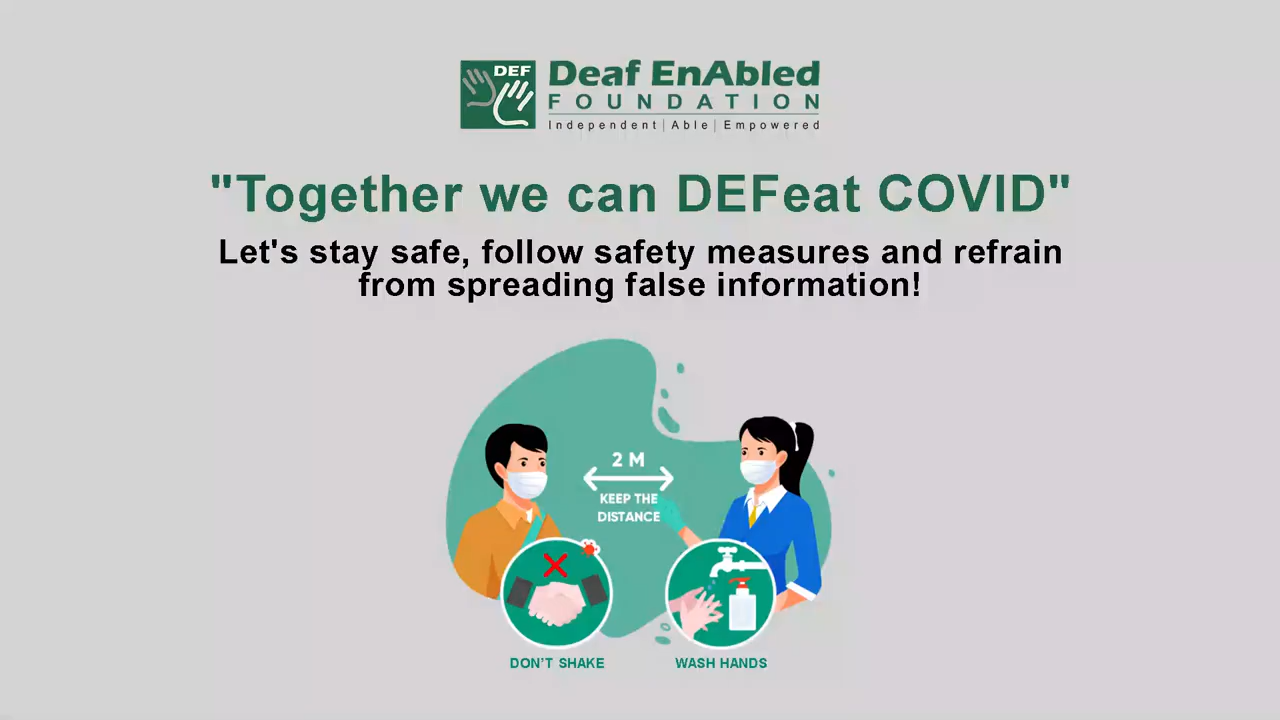 DEF
Deaf EnAbled
FOUNDATION
Independent | Able | Empowered
"Together we can DEFeat COVID"
Let's stay safe, follow safety measures and refrain
from spreading false information!
2 M
KEEP THE
DISTANCE
DON'T SHAKE
WASH HANDS